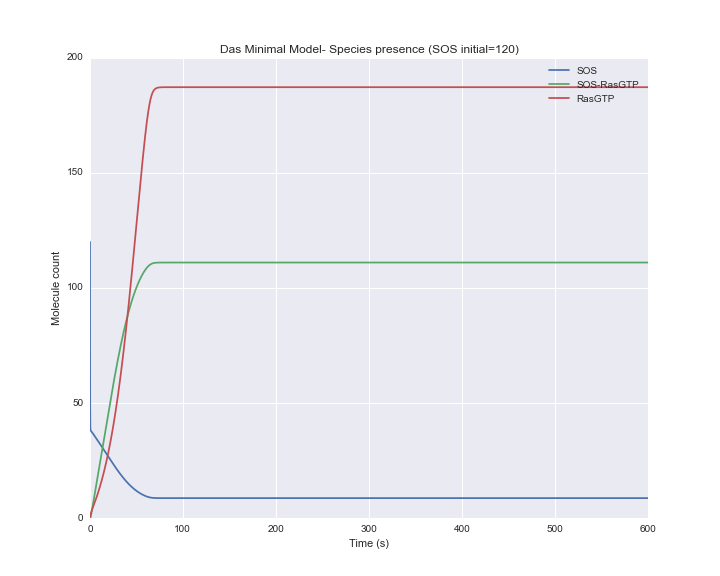 Das Minimal Model- Species presence (SOS initial=120)
200
150
100
50
0
Molecule count
SOS
SOS-RasGTP
RasGTP
0 100 200 300 400 500 600
Time (s)